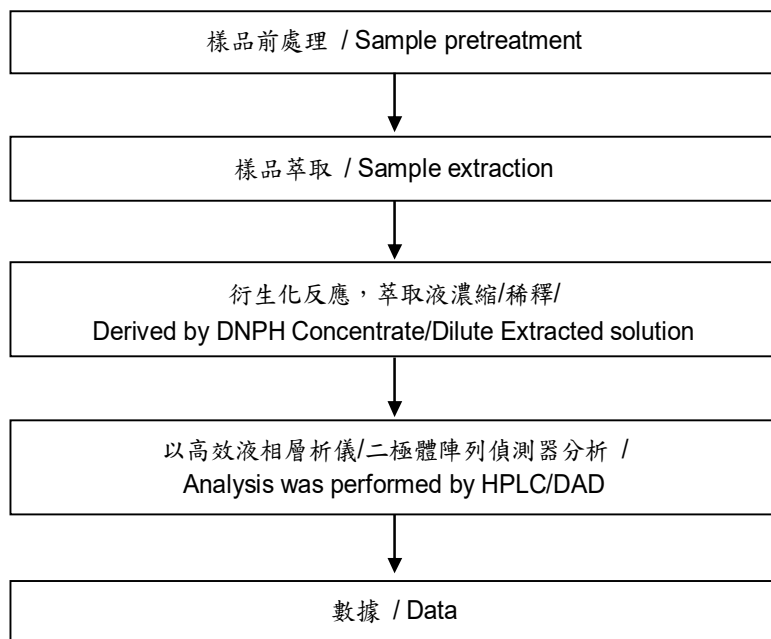 樣品前處理 / Sample pretreatment
樣品萃取 / Sample extraction
衍生化反應，萃取液濃縮/稀釋/
Derived by DNPH Concentrate/Dilute Extracted solution
以高效液相層析儀/二極體陣列偵測器分析 /
Analysis was performed by HPLC/DAD
數據 / Data